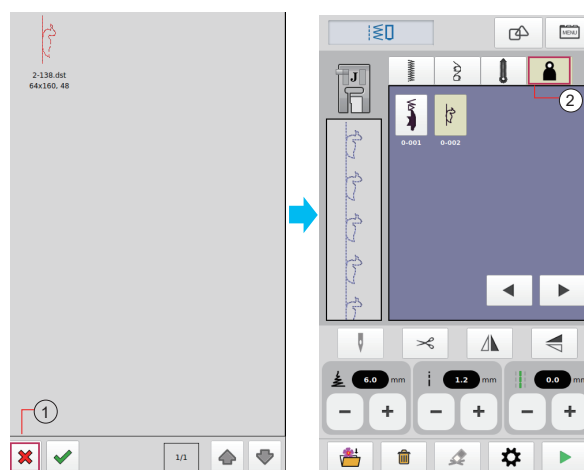 2-138.dst
64x160, 48
1
1/1
MENU
J
2
0-001
0-002
6.0 mm
1.2 mm
0.0 mm